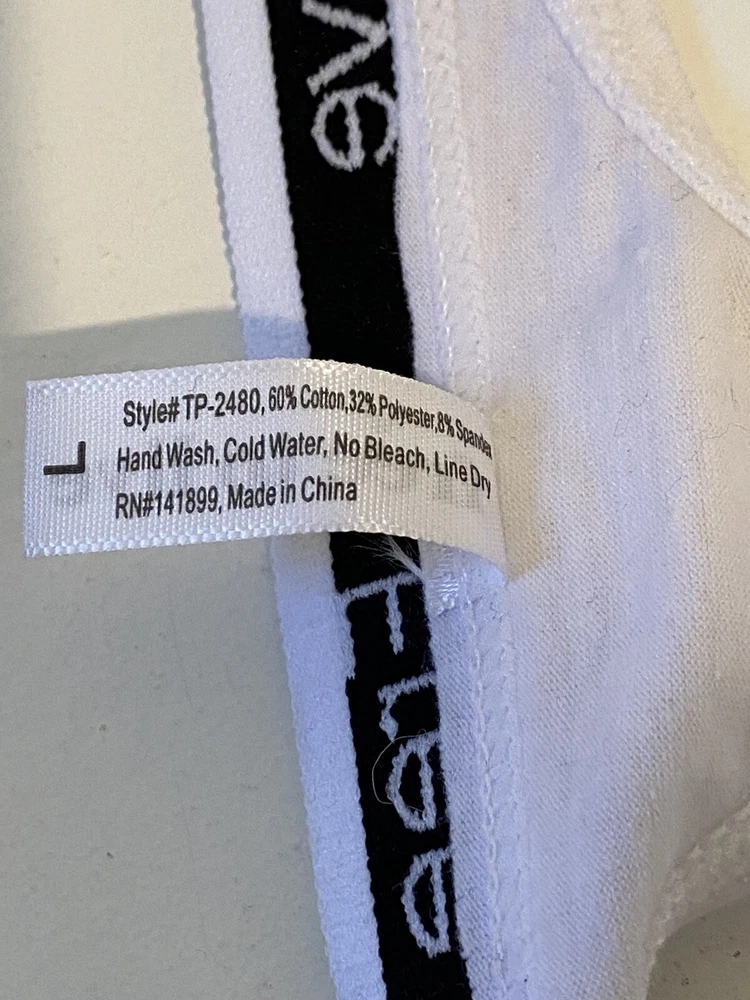 L
Style# TP-2480, 60% Cotton,32% Polyester,8% Spandex
Hand Wash, Cold Water, No Bleach, Line Dry
RN#141899, Made in China